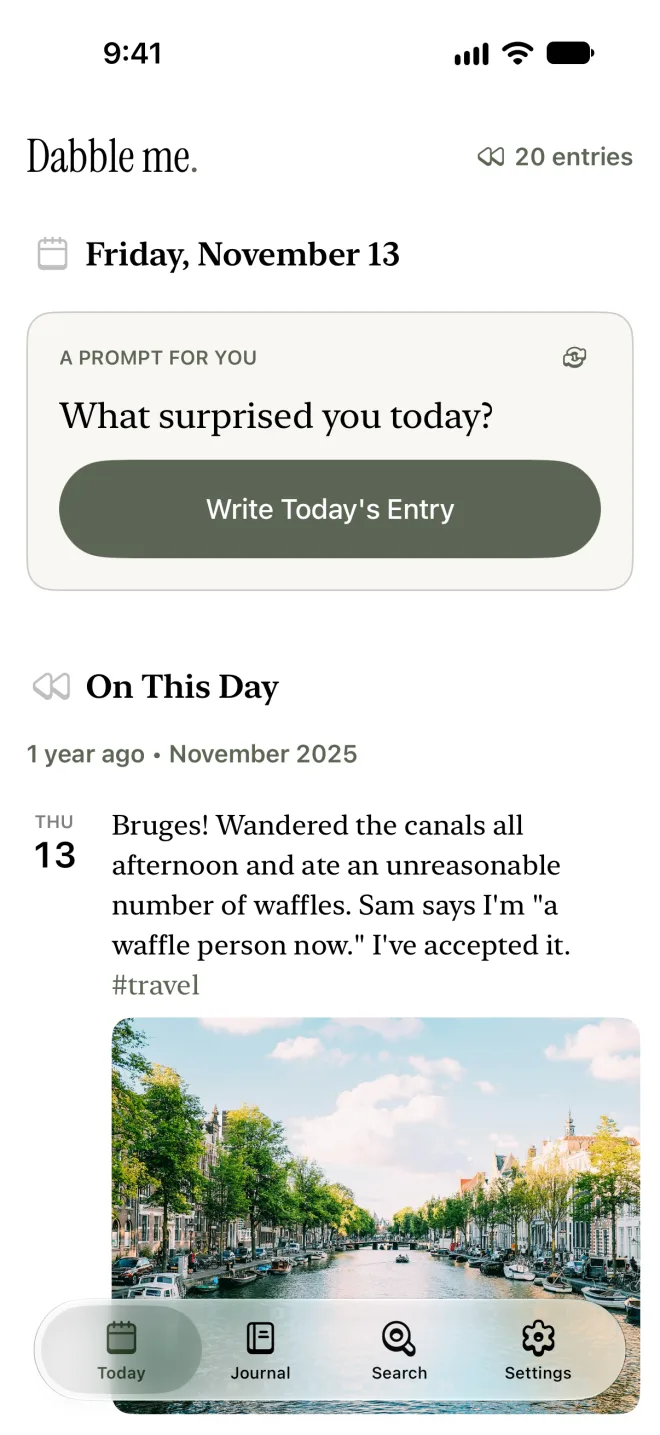 9:41
Dabble me.
20 entries
Friday, November 13
A PROMPT FOR YOU
What surprised you today?
Write Today's Entry
On This Day
1 year ago • November 2025
THU
13
Bruges! Wandered the canals all
afternoon and ate an unreasonable
number of waffles. Sam says I'm "a
waffle person now." I've accepted it.
#travel
Today
Journal
Search
Settings